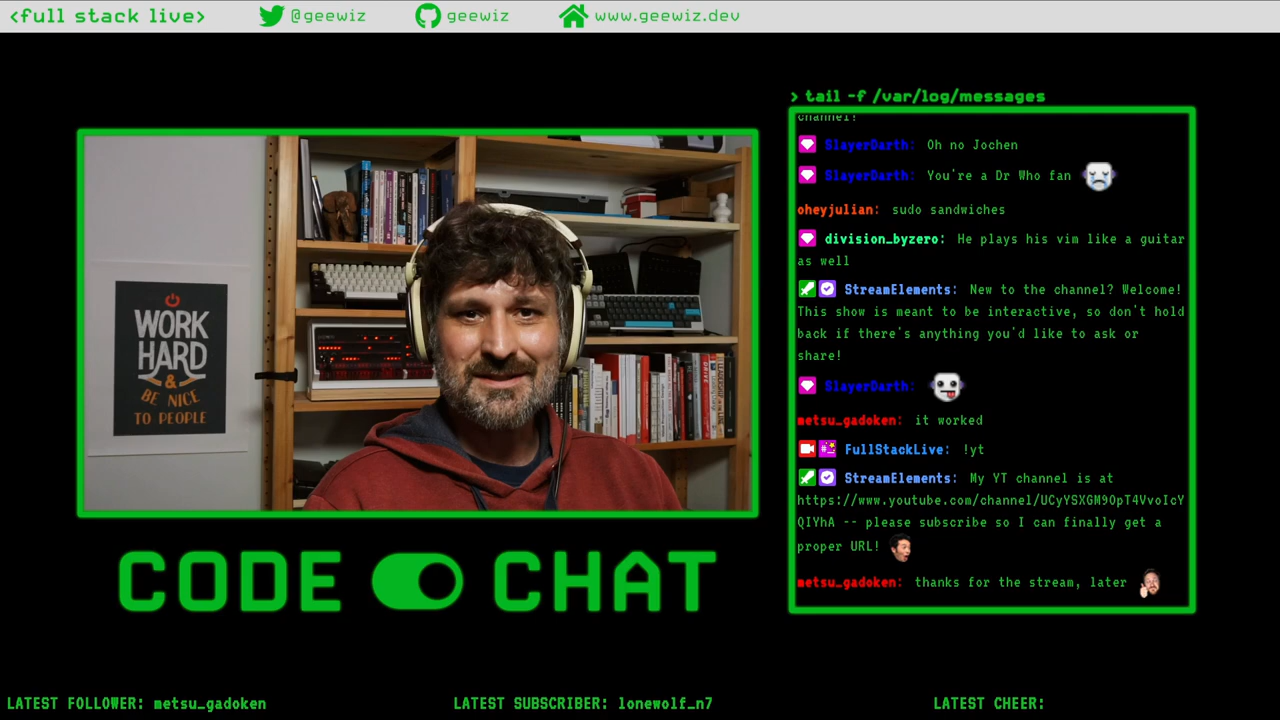 <full stack live>
@geewiz
geewiz
www.geewiz.dev
> tail -f /var/log/messages
channel!
SlayerDarth: Oh no Jochen
SlayerDarth: You're a Dr Who fan
oheyjulian: sudo sandwiches
division_byzero: He plays his vim like a guitar
as well
StreamElements: New to the channel? Welcome!
This show is meant to be interactive, so don't hold
back if there's anything you'd like to ask or
share!
SlayerDarth:
metsu_gadoken: it worked
FullStackLive: !yt
StreamElements: My YT channel is at
https://www.youtube.com/channel/UCyYSXGM9OpT4VvoIcY
QIYhA -- please subscribe so I can finally get a
proper URL!
metsu_gadoken: thanks for the stream, later
WORK
HARD
&
BE NICE
TO PEOPLE
CODE CHAT
LATEST FOLLOWER: metsu_gadoken
LATEST SUBSCRIBER: lonewolf_n7
LATEST CHEER: